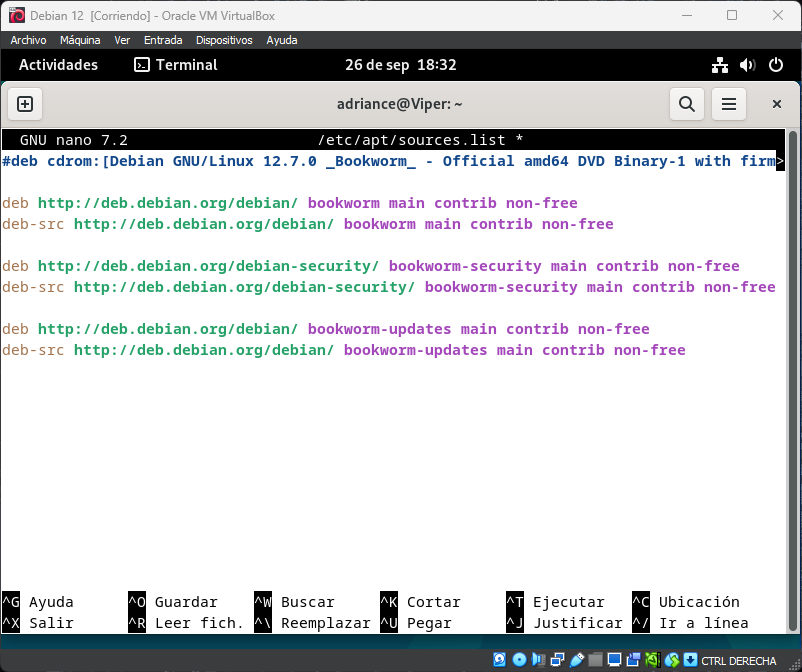 Debian 12 [Corriendo] - Oracle VM VirtualBox
Archivo Máquina Ver Entrada Dispositivos Ayuda
Actividades Terminal 26 de sep 18:32
adriance@Viper: ~
GNU nano 7.2 /etc/apt/sources.list *
#deb cdrom:[Debian GNU/Linux 12.7.0 _Bookworm_ - Official amd64 DVD Binary-1 with firm>
deb http://deb.debian.org/debian/ bookworm main contrib non-free
deb-src http://deb.debian.org/debian/ bookworm main contrib non-free
deb http://deb.debian.org/debian-security/ bookworm-security main contrib non-free
deb-src http://deb.debian.org/debian-security/ bookworm-security main contrib non-free
deb http://deb.debian.org/debian/ bookworm-updates main contrib non-free
deb-src http://deb.debian.org/debian/ bookworm-updates main contrib non-free
^G Ayuda ^O Guardar ^W Buscar ^K Cortar ^T Ejecutar ^C Ubicación
^X Salir ^R Leer fich. ^\ Reemplazar ^U Pegar ^J Justificar ^/ Ir a línea
CTRL DERECHA